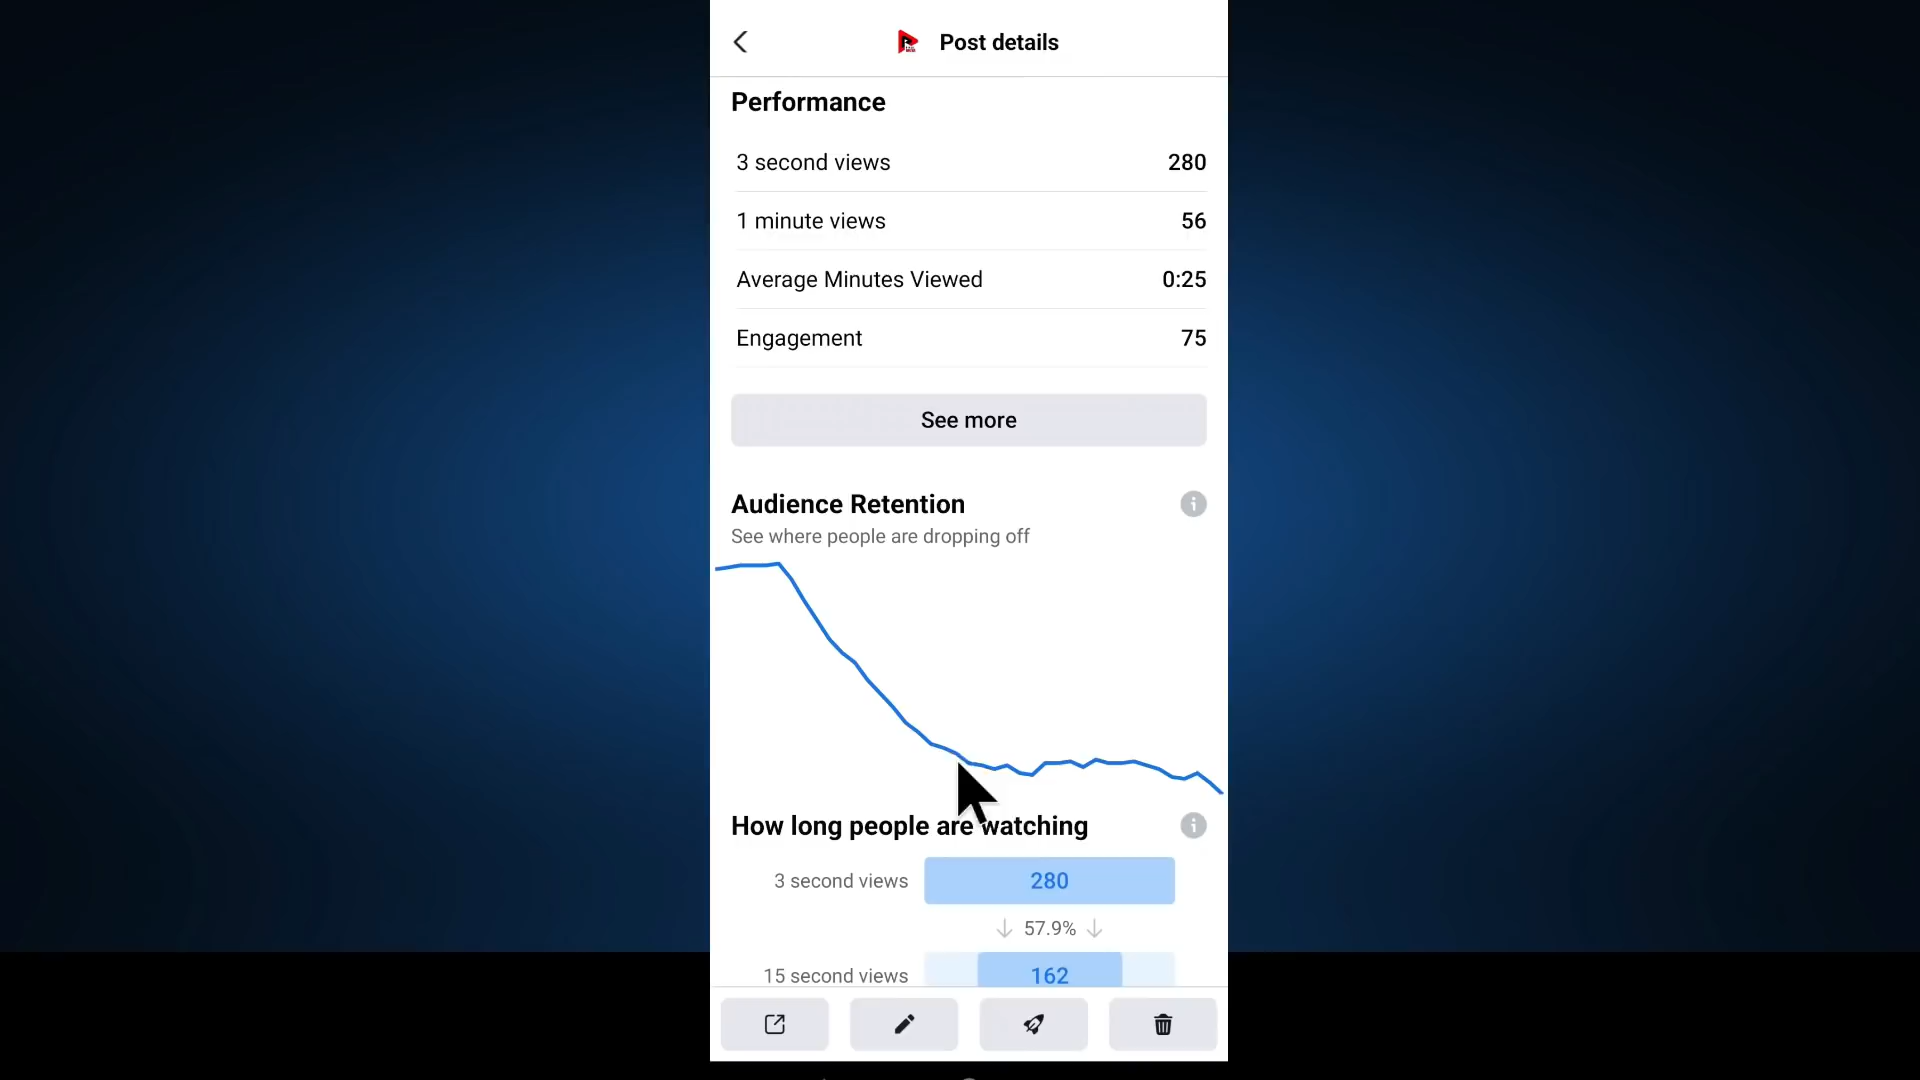 Post details
Performance
3 second views 280
1 minute views 56
Average Minutes Viewed 0:25
Engagement 75
See more
Audience Retention
See where people are dropping off
How long people are watching
3 second views 280
57.9%
15 second views 162